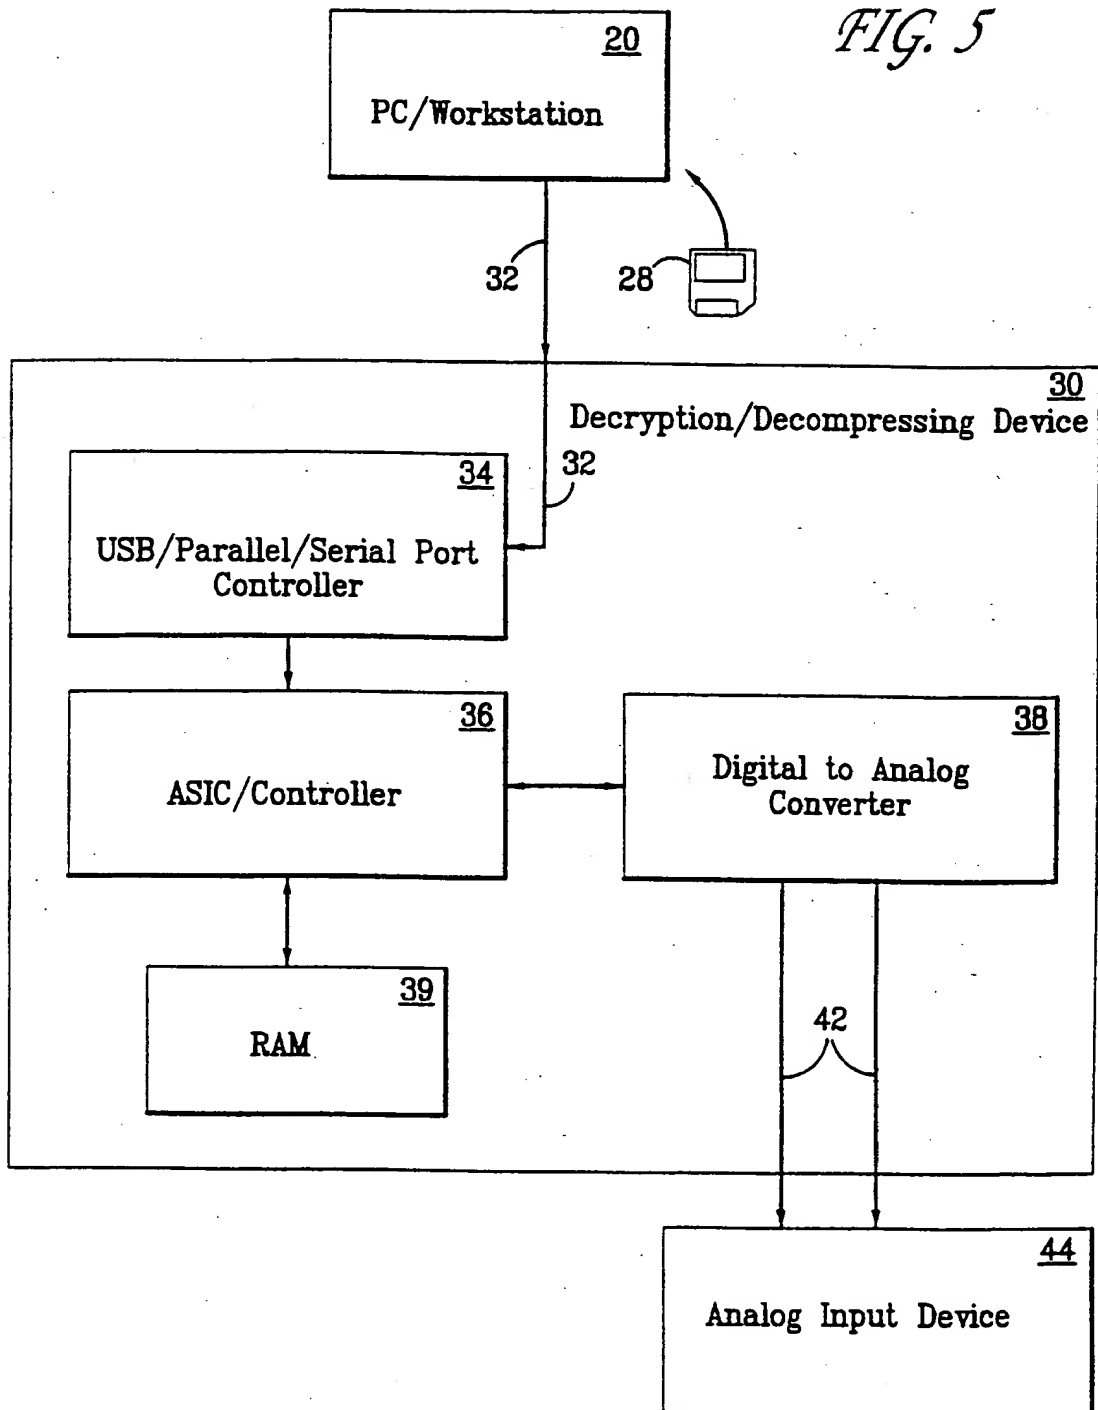 FIG. 5
20
PC/Workstation
32
28
30
Decryption/Decompressing Device
32
34
USB/Parallel/Serial Port
Controller
36
ASIC/Controller
38
Digital to Analog
Converter
39
RAM
42
44
Analog Input Device